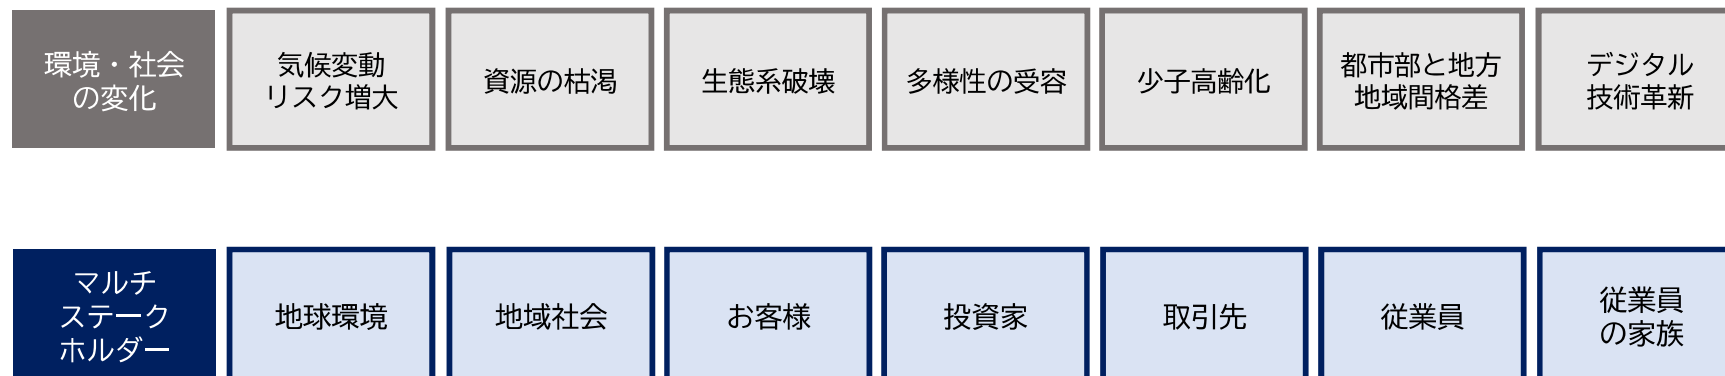 環境・社会
の変化
気候変動
リスク増大
資源の枯渇
生態系破壊
多様性の受容
少子高齢化
都市部と地方
地域間格差
デジタル
技術革新
マルチ
ステーク
ホルダー
地球環境
地域社会
お客様
投資家
取引先
従業員
従業員
の家族